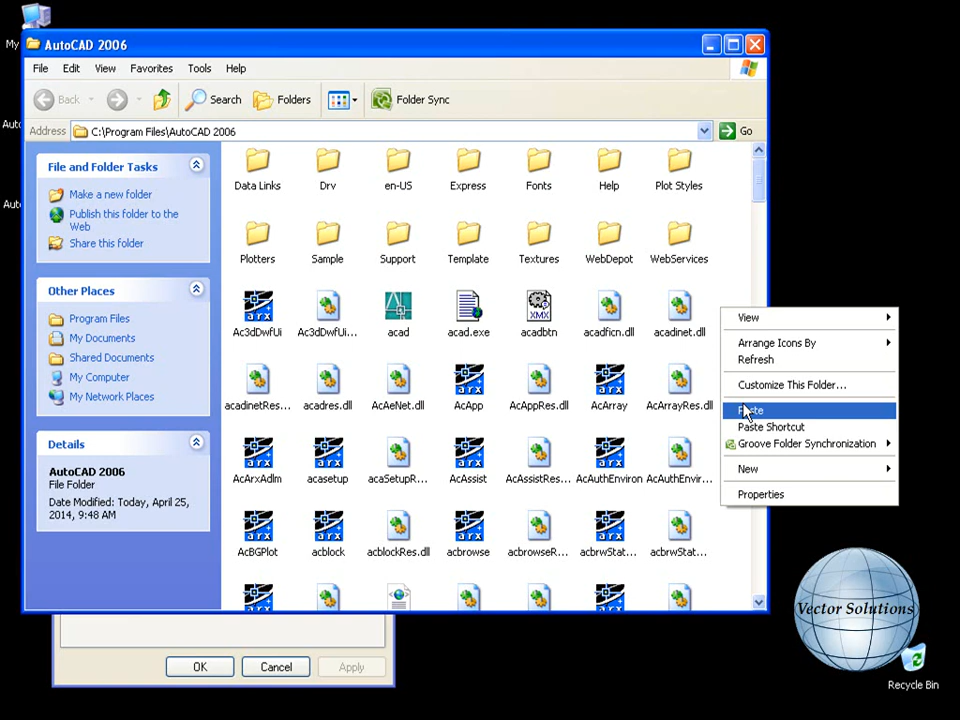 My
AutoCAD 2006
File Edit View Favorites Tools Help
Back Search Folders Folder Sync
Address C:\Program Files\AutoCAD 2006 Go
File and Folder Tasks
Make a new folder
Publish this folder to the
Web
Share this folder
Other Places
Program Files
My Documents
Shared Documents
My Computer
My Network Places
Details
AutoCAD 2006
File Folder
Date Modified: Today, April 25,
2014, 9:48 AM
Data Links Drv en-US Express Fonts Help Plot Styles
Plotters Sample Support Template Textures WebDepot WebServices
Ac3dDwfUi Ac3dDwfUi... acad acad.exe acadbtn acadficn.dll acadinet.dll
acadinetRes... acadres.dll AcAeNet.dll AcApp AcAppRes.dll AcArray AcArrayRes.dll
AcArxAdlm acasetup acaSetupR... AcAssist AcAssistRes... AcAuthEnviron AcAuthEnvir...
AcBGPlot acblock acblockRes.dll acbrowse acbrowseR... acbrwStat... acbrwStat...
View
Arrange Icons By
Refresh
Customize This Folder...
Paste
Paste Shortcut
Groove Folder Synchronization
New
Properties
OK Cancel Apply
Vector Solutions
Recycle Bin